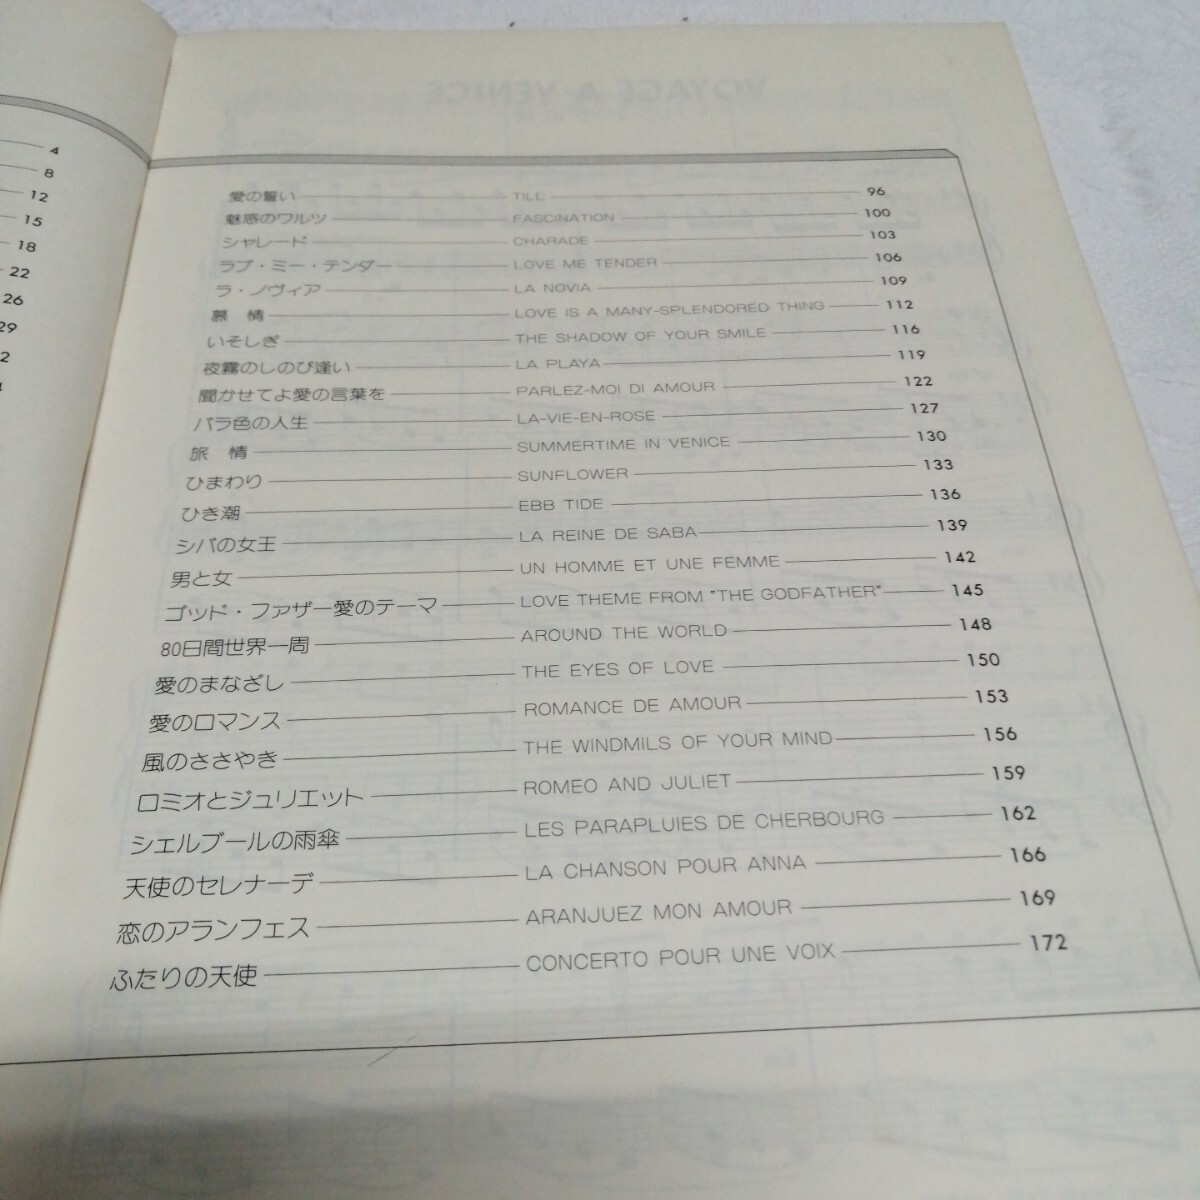 4
8
12
15
18
22
26
29
VOYAGE A VENICE
愛の誓い TILL 96
魅惑のワルツ FASCINATION 100
シャレード CHARADE 103
ラブ・ミー・テンダー LOVE ME TENDER 106
ラ・ノヴィア LA NOVIA 109
慕　情 LOVE IS A MANY-SPLENDORED THING 112
いそしぎ THE SHADOW OF YOUR SMILE 116
夜霧のしのび逢い LA PLAYA 119
聞かせてよ愛の言葉を PARLEZ-MOI DI AMOUR 122
バラ色の人生 LA-VIE-EN-ROSE 127
旅　情 SUMMERTIME IN VENICE 130
ひまわり SUNFLOWER 133
ひき潮 EBB TIDE 136
シバの女王 LA REINE DE SABA 139
男と女 UN HOMME ET UNE FEMME 142
ゴッド・ファザー愛のテーマ LOVE THEME FROM "THE GODFATHER" 145
80日間世界一周 AROUND THE WORLD 148
愛のまなざし THE EYES OF LOVE 150
愛のロマンス ROMANCE DE AMOUR 153
風のささやき THE WINDMILS OF YOUR MIND 156
ロミオとジュリエット ROMEO AND JULIET 159
シェルブールの雨傘 LES PARAPLUIES DE CHERBOURG 162
天使のセレナーデ LA CHANSON POUR ANNA 166
恋のアランフェス ARANJUEZ MON AMOUR 169
ふたりの天使 CONCERTO POUR UNE VOIX 172